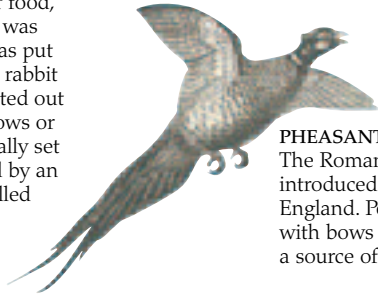 food,
was
as put
rabbit
ted out
ows or
ally set
by an
lled
PHEASANT
The Roman
introduced
England. P
with bows
a source of